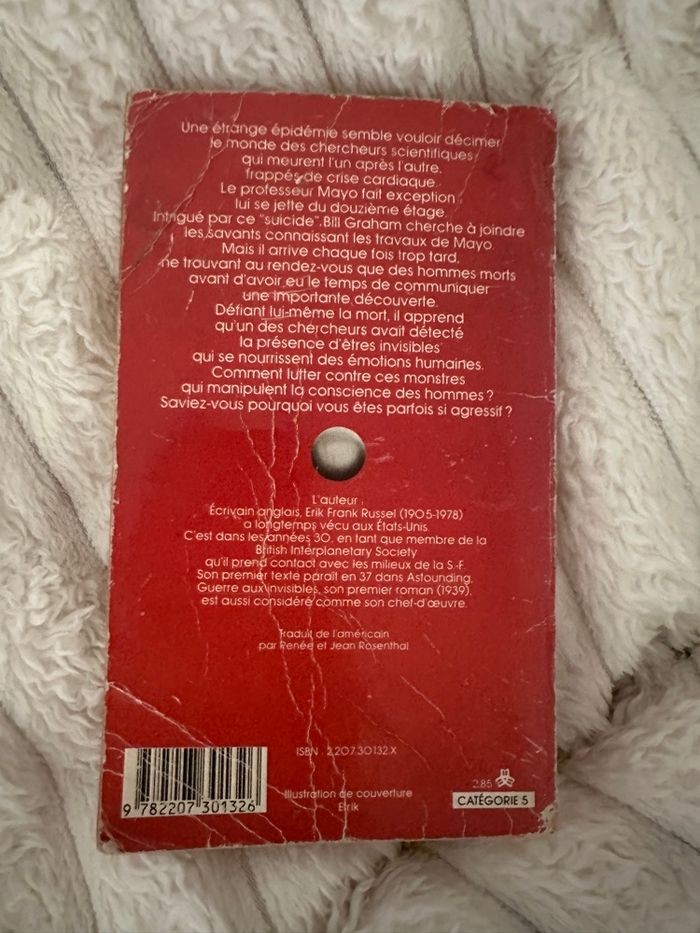 Une étrange épidémie semble vouloir décimer
le monde des chercheurs scientifiques
qui meurent l'un après l'autre,
frappés de crise cardiaque.
Le professeur Mayo fait exception :
lui se jette du douzième étage.
Intrigué par ce "suicide", Bill Graham cherche à joindre
les savants connaissant les travaux de Mayo.
Mais il arrive chaque fois trop tard,
ne trouvant au rendez-vous que des hommes morts
avant d'avoir eu le temps de communiquer
une importante découverte.
Défiant lui-même la mort, il apprend
qu'un des chercheurs avait détecté
la présence d'êtres invisibles
qui se nourrissent des émotions humaines.
Comment lutter contre ces monstres
qui manipulent la conscience des hommes ?
Saviez-vous pourquoi vous êtes parfois si agressif ?
L'auteur :
Écrivain anglais, Erik Frank Russel (1905-1978)
a longtemps vécu aux États-Unis.
C'est dans les années 30, en tant que membre de la
British Interplanetary Society
qu'il prend contact avec les milieux de la S.-F.
Son premier texte paraît en 37 dans Astounding.
Guerre aux invisibles, son premier roman (1939),
est aussi considéré comme son chef-d'œuvre.
Traduit de l'américain
par Renée et Jean Rosenthal
ISBN : 2.207.30132.X
9 782207 301326
Illustration de couverture
Etrik
2.85
CATÉGORIE 5